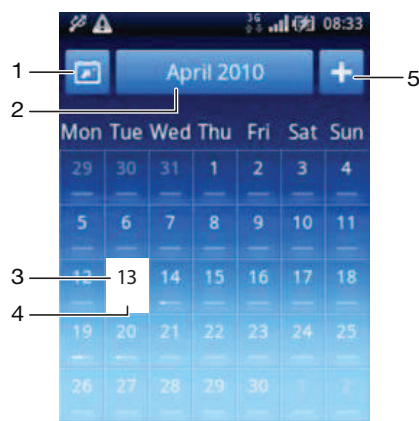 3G 08:33
1 April 2010 5
2
Mon Tue Wed Thu Fri Sat Sun
29 30 31 1 2 3 4
5 6 7 8 9 10 11
3 12 13 14 15 16 17 18
4
19 20 21 22 23 24 25
26 27 28 29 30 1 2